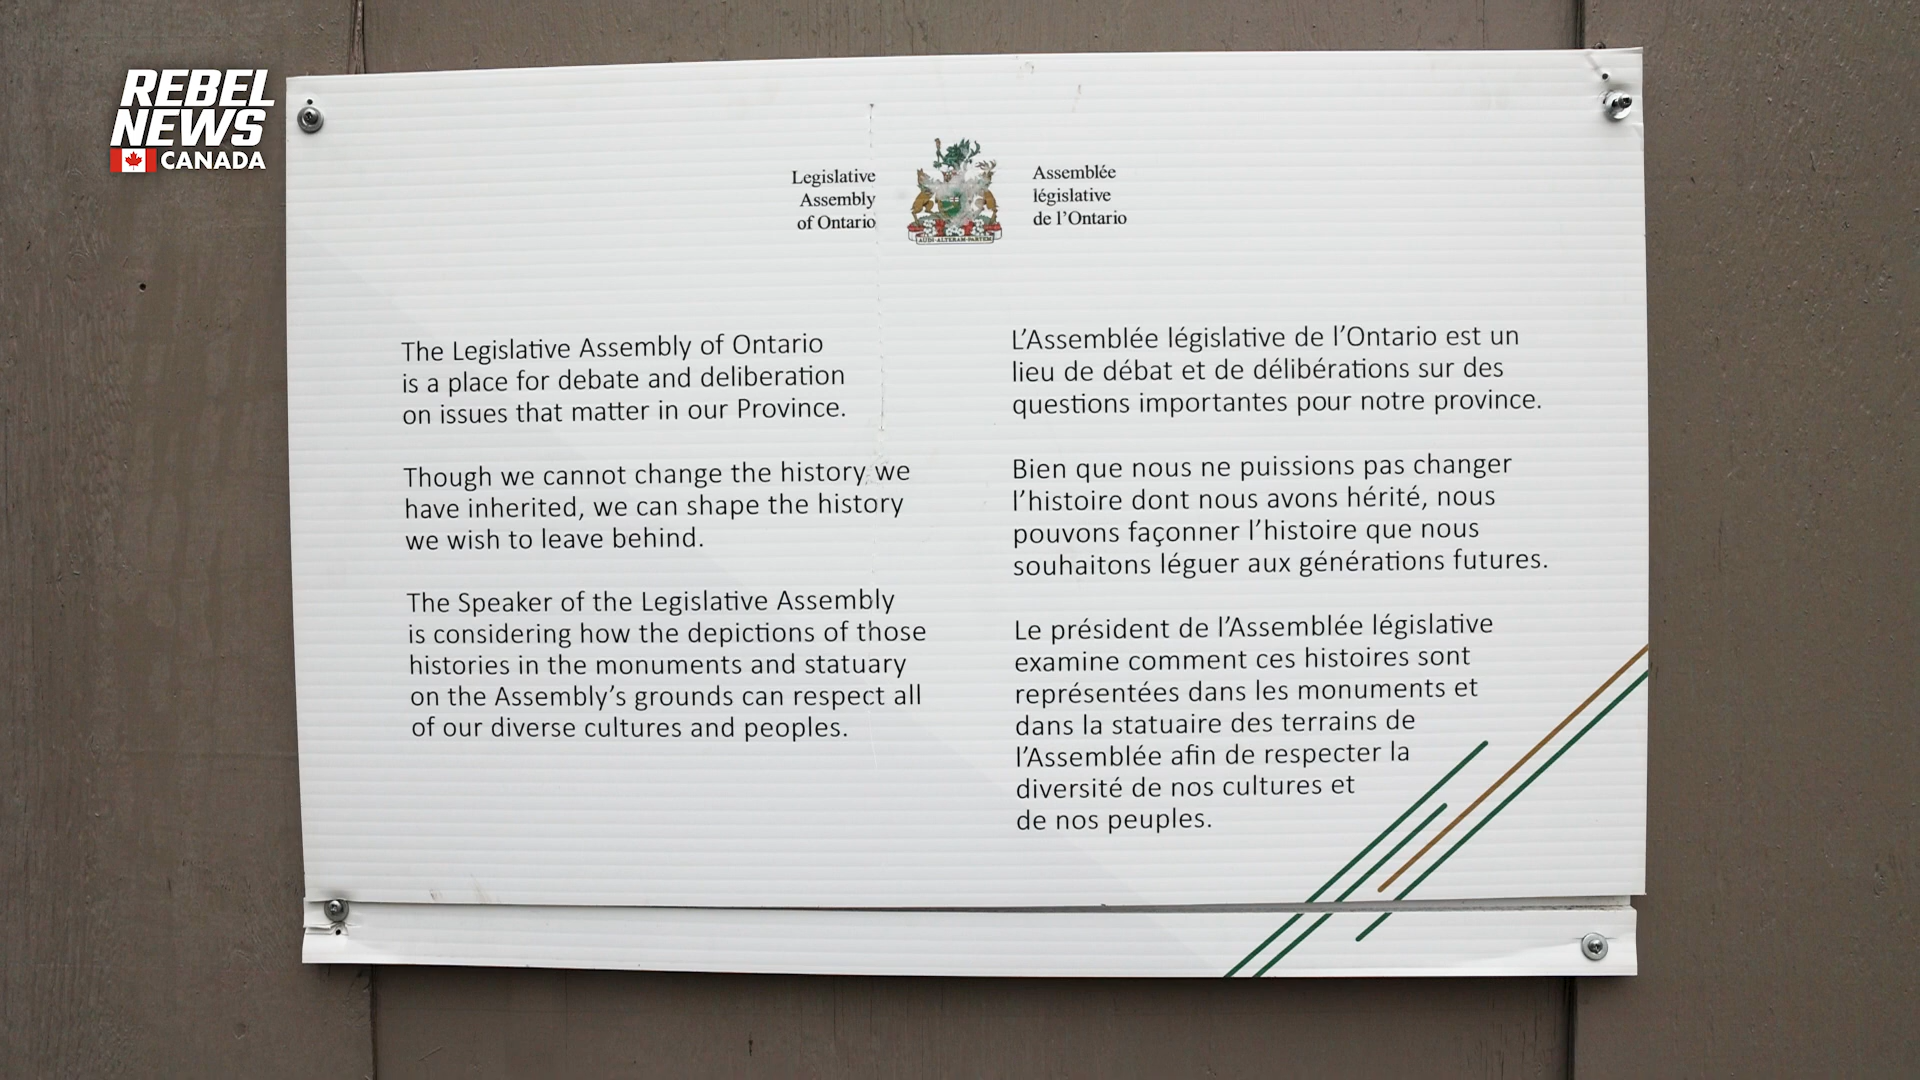 REBEL
NEWS
CANADA
Legislative
Assembly
of Ontario
Assemblée
législative
de l'Ontario
AUDI ALTERAM PARTEM
The Legislative Assembly of Ontario
is a place for debate and deliberation
on issues that matter in our Province.
Though we cannot change the history we
have inherited, we can shape the history
we wish to leave behind.
The Speaker of the Legislative Assembly
is considering how the depictions of those
histories in the monuments and statuary
on the Assembly's grounds can respect all
of our diverse cultures and peoples.
L'Assemblée législative de l'Ontario est un
lieu de débat et de délibérations sur des
questions importantes pour notre province.
Bien que nous ne puissions pas changer
l'histoire dont nous avons hérité, nous
pouvons façonner l'histoire que nous
souhaitons léguer aux générations futures.
Le président de l'Assemblée législative
examine comment ces histoires sont
représentées dans les monuments et
dans la statuaire des terrains de
l'Assemblée afin de respecter la
diversité de nos cultures et
de nos peuples.